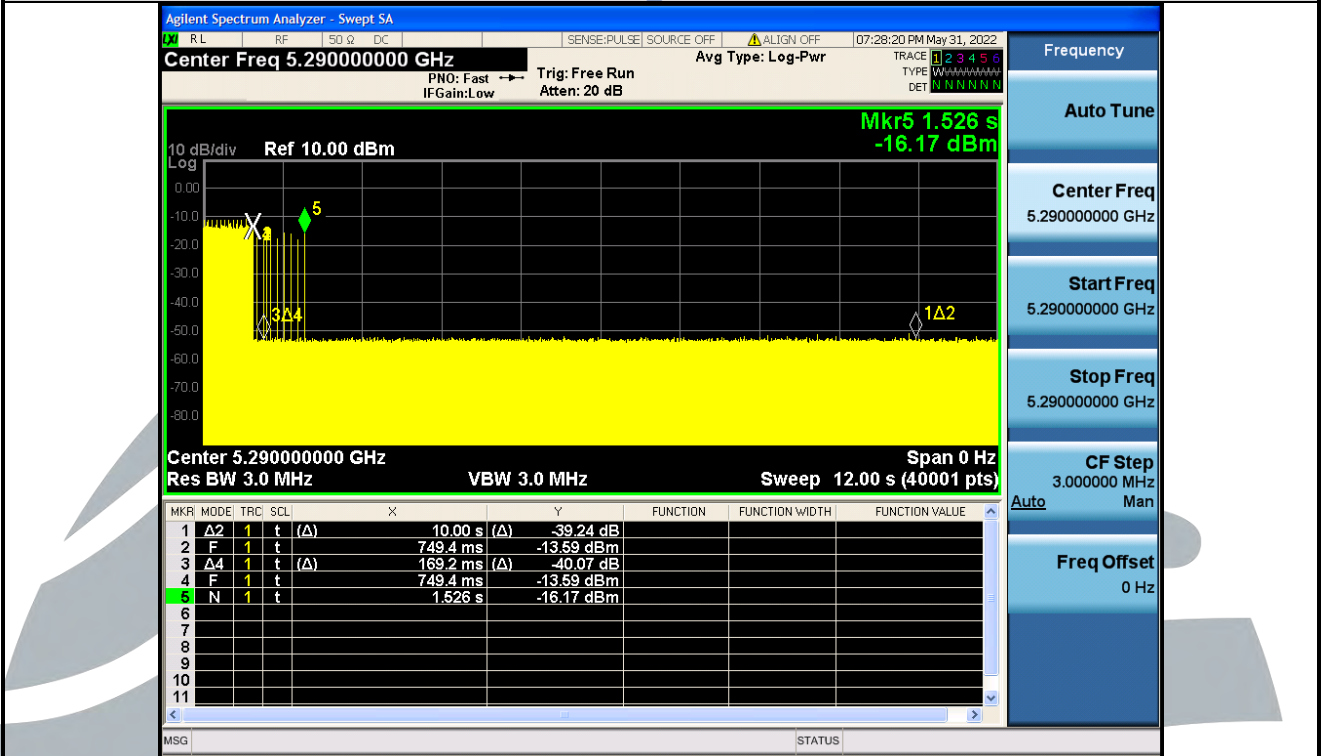 Agilent Spectrum Analyzer - Swept SA
LXI RL RF 50 Ω DC SENSE:PULSE SOURCE OFF ALIGN OFF 07:28:20 PM May 31, 2022
Center Freq 5.290000000 GHz Avg Type: Log-Pwr TRACE 1 2 3 4 5 6
PNO: Fast Trig: Free Run TYPE W
IFGain:Low Atten: 20 dB DET N N N N N N
Mkr5 1.526 s
10 dB/div Ref 10.00 dBm -16.17 dBm
Log
0.00
-10.0
-20.0
-30.0
-40.0
-50.0
-60.0
-70.0
-80.0
5
3Δ4
1Δ2
Center 5.290000000 GHz Span 0 Hz
Res BW 3.0 MHz VBW 3.0 MHz Sweep 12.00 s (40001 pts)
MKR MODE TRC SCL X Y FUNCTION FUNCTION WIDTH FUNCTION VALUE
1 Δ2 1 t (Δ) 10.00 s (Δ) -39.24 dB
2 F 1 t 749.4 ms -13.59 dBm
3 Δ4 1 t (Δ) 169.2 ms (Δ) -40.07 dB
4 F 1 t 749.4 ms -13.59 dBm
5 N 1 t 1.526 s -16.17 dBm
6
7
8
9
10
11
MSG STATUS
Frequency
Auto Tune
Center Freq
5.290000000 GHz
Start Freq
5.290000000 GHz
Stop Freq
5.290000000 GHz
CF Step
3.000000 MHz
Auto Man
Freq Offset
0 Hz